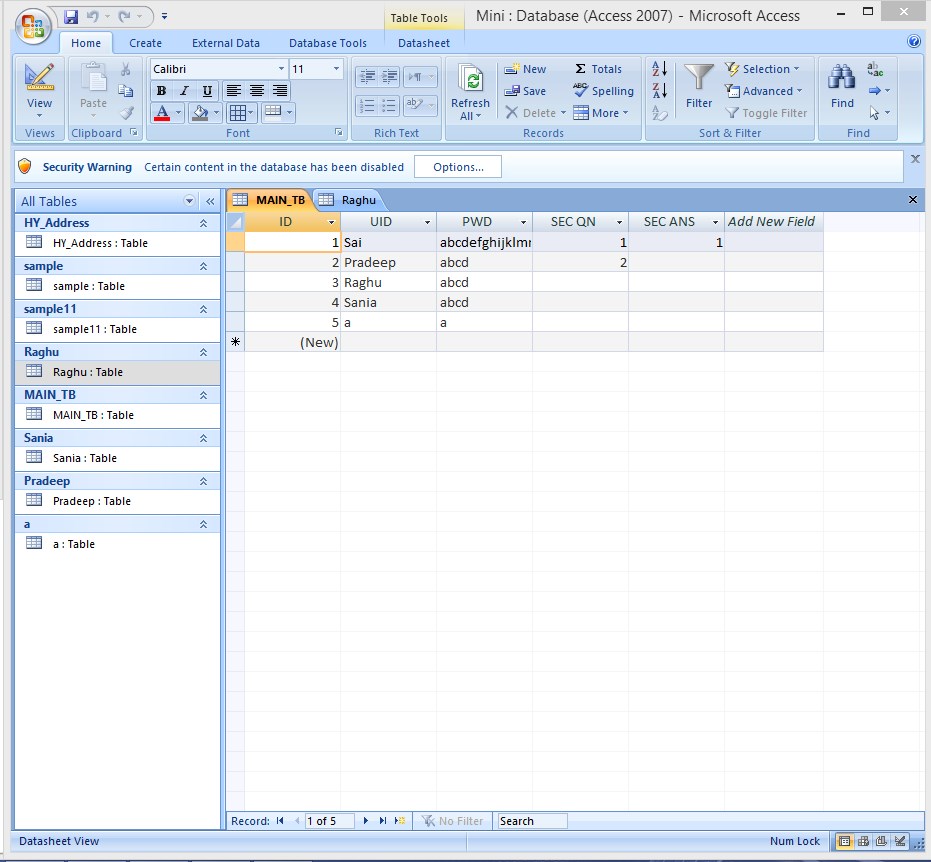 Table Tools Mini : Database (Access 2007) - Microsoft Access
Home Create External Data Database Tools Datasheet
View Paste Calibri 11 Refresh All New Save Delete Totals Spelling More Filter Selection Advanced Toggle Filter Find
B I U A
Views Clipboard Font Rich Text Records Sort & Filter Find
Security Warning Certain content in the database has been disabled Options...
All Tables
HY_Address
HY_Address : Table
sample
sample : Table
sample11
sample11 : Table
Raghu
Raghu : Table
MAIN_TB
MAIN_TB : Table
Sania
Sania : Table
Pradeep
Pradeep : Table
a
a : Table
MAIN_TB Raghu
ID UID PWD SEC QN SEC ANS Add New Field
1 Sai abcdefghijklmn 1 1
2 Pradeep abcd 2
3 Raghu abcd
4 Sania abcd
5 a a
(New)
Record: 1 of 5 No Filter Search
Datasheet View Num Lock